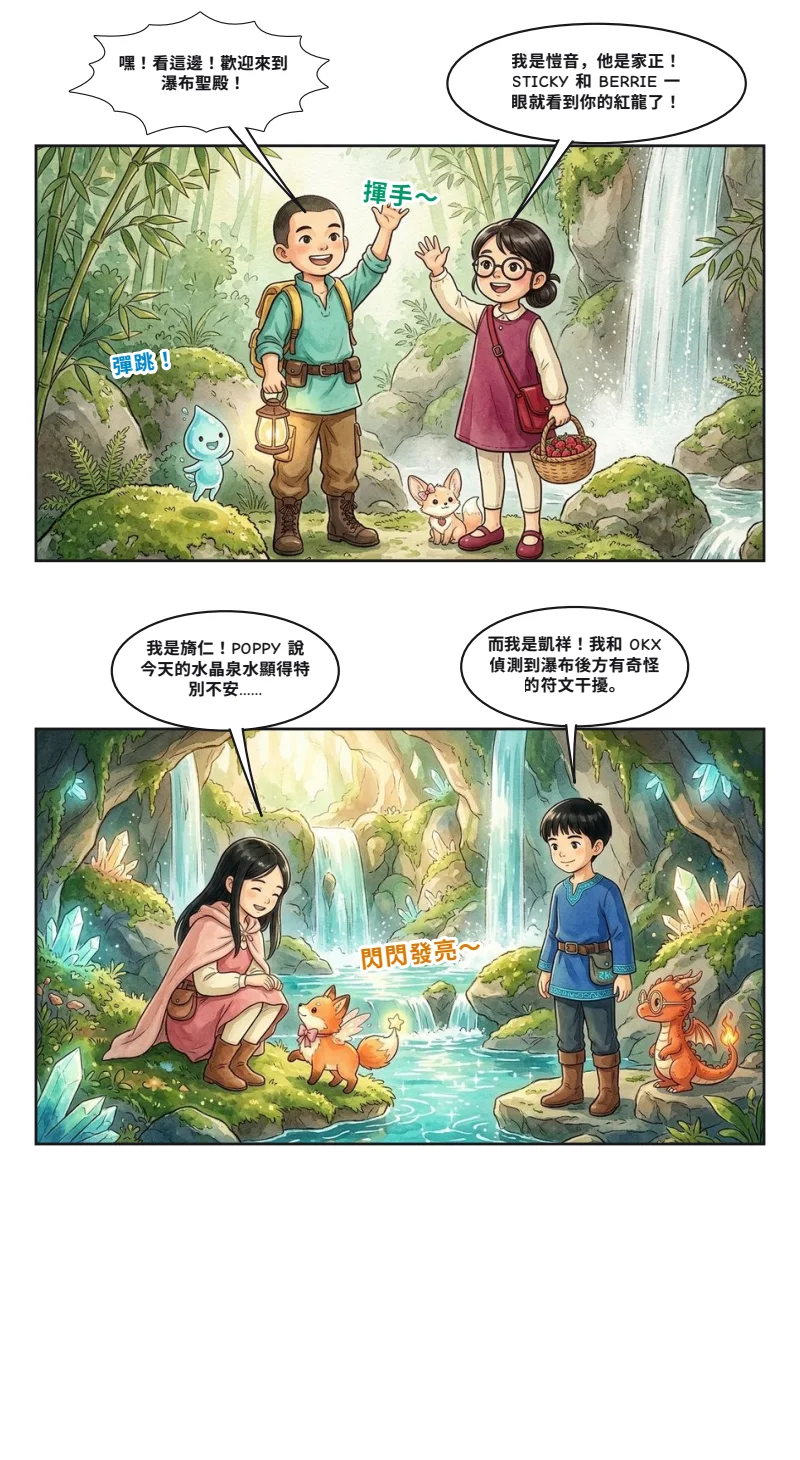 嘿！看這邊！歡迎來到
瀑布聖殿！
我是愷音，他是家正！
STICKY 和 BERRIE 一
眼就看到你的紅龍了！
揮手～
彈跳！
我是旖仁！POPPY 說
今天的水晶泉水顯得特
別不安......
而我是凱祥！我和 OKX
偵測到瀑布後方有奇怪
的符文干擾。
閃閃發亮～